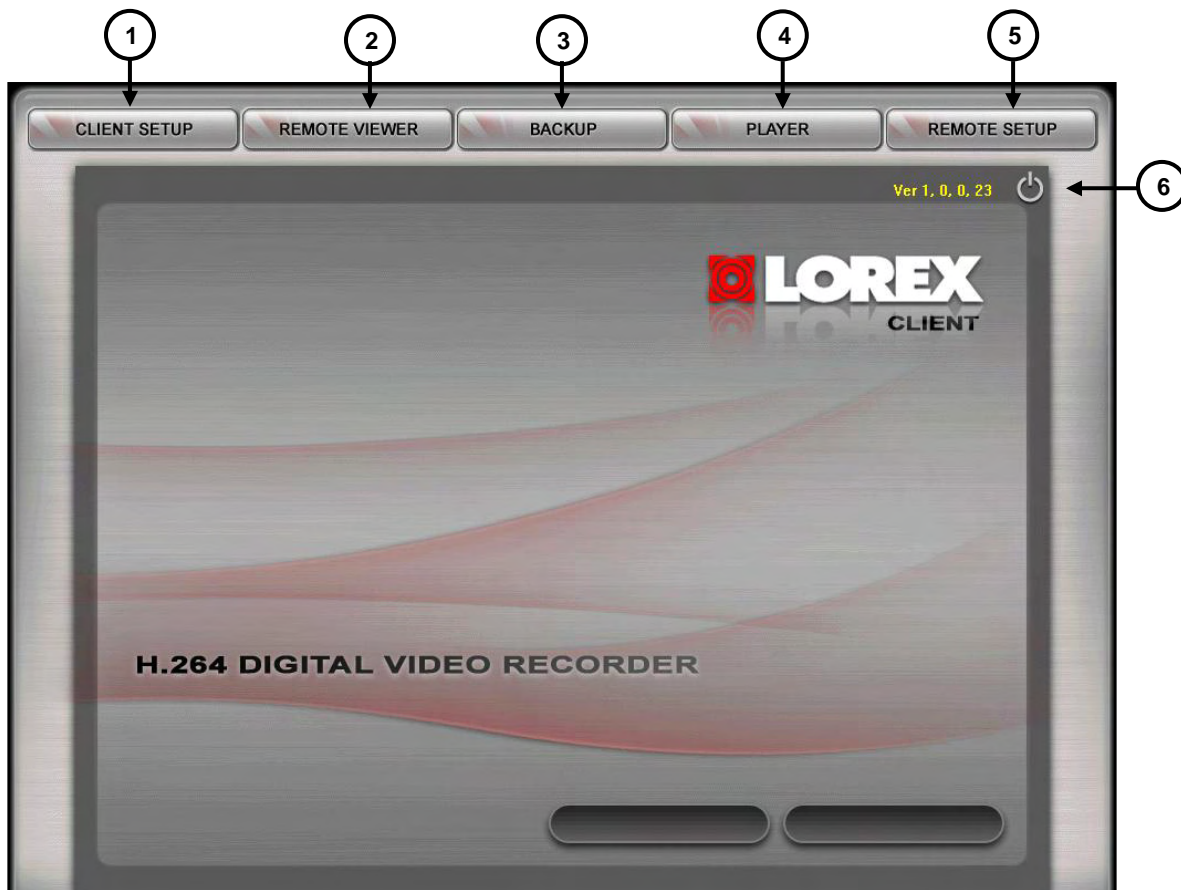 1 2 3 4 5
CLIENT SETUP REMOTE VIEWER BACKUP PLAYER REMOTE SETUP
Ver 1, 0, 0, 23
6
LOREX
CLIENT
H.264 DIGITAL VIDEO RECORDER